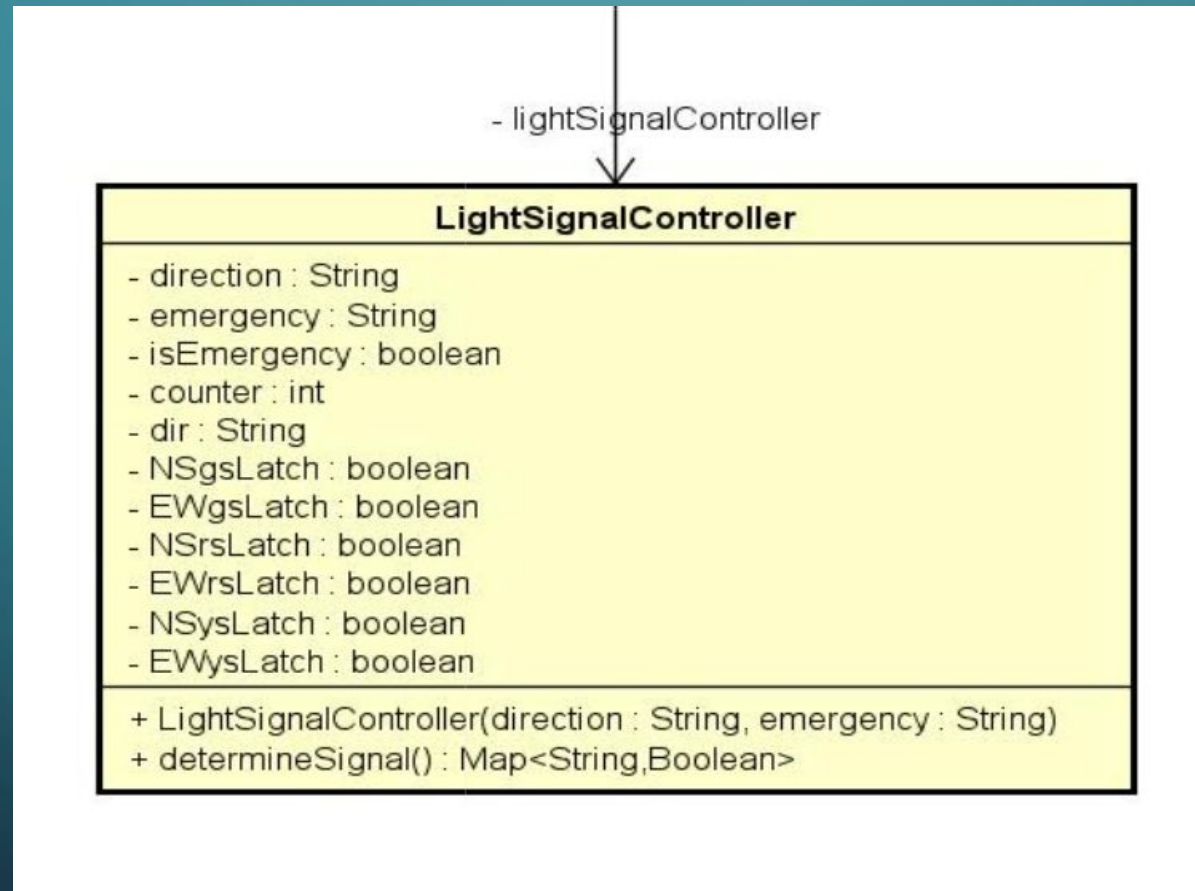 - lightSignalController
LightSignalController
- direction : String
- emergency : String
- isEmergency : boolean
- counter : int
- dir : String
- NSgsLatch : boolean
- EWgsLatch : boolean
- NSrsLatch : boolean
- EWrsLatch : boolean
- NSysLatch : boolean
- EWysLatch : boolean
+ LightSignalController(direction : String, emergency : String)
+ determineSignal() : Map<String,Boolean>